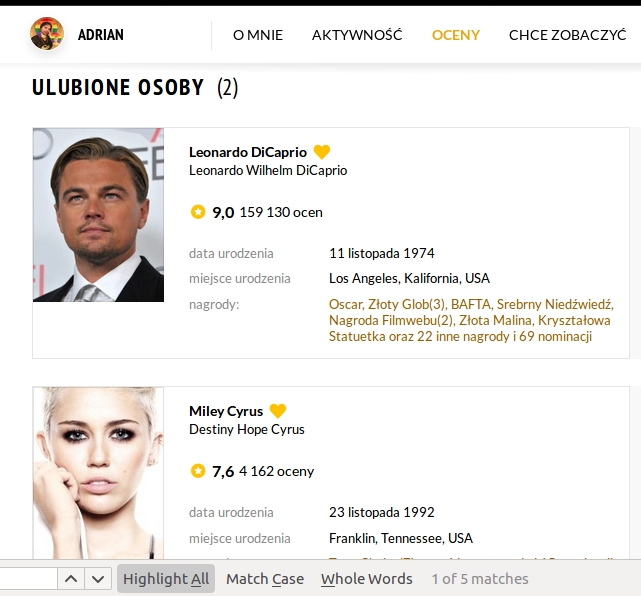 ADRIAN O MNIE AKTYWNOŚĆ OCENY CHCE ZOBACZYĆ
ULUBIONE OSOBY (2)
Leonardo DiCaprio
Leonardo Wilhelm DiCaprio
9,0 159 130 ocen
data urodzenia 11 listopada 1974
miejsce urodzenia Los Angeles, Kalifornia, USA
nagrody: Oscar, Złoty Glob(3), BAFTA, Srebrny Niedźwiedź,
Nagroda Filmwebu(2), Złota Malina, Kryształowa
Statuetka oraz 22 inne nagrody i 69 nominacji
Miley Cyrus
Destiny Hope Cyrus
7,6 4 162 oceny
data urodzenia 23 listopada 1992
miejsce urodzenia Franklin, Tennessee, USA
Highlight All Match Case Whole Words 1 of 5 matches